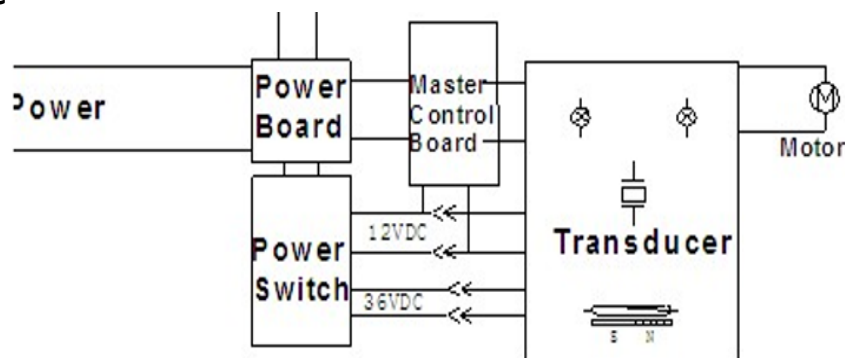 Power
Power
Board
Master
Control
Board
M
Motor
12VDC
Power
Switch
36VDC
Transducer
S N